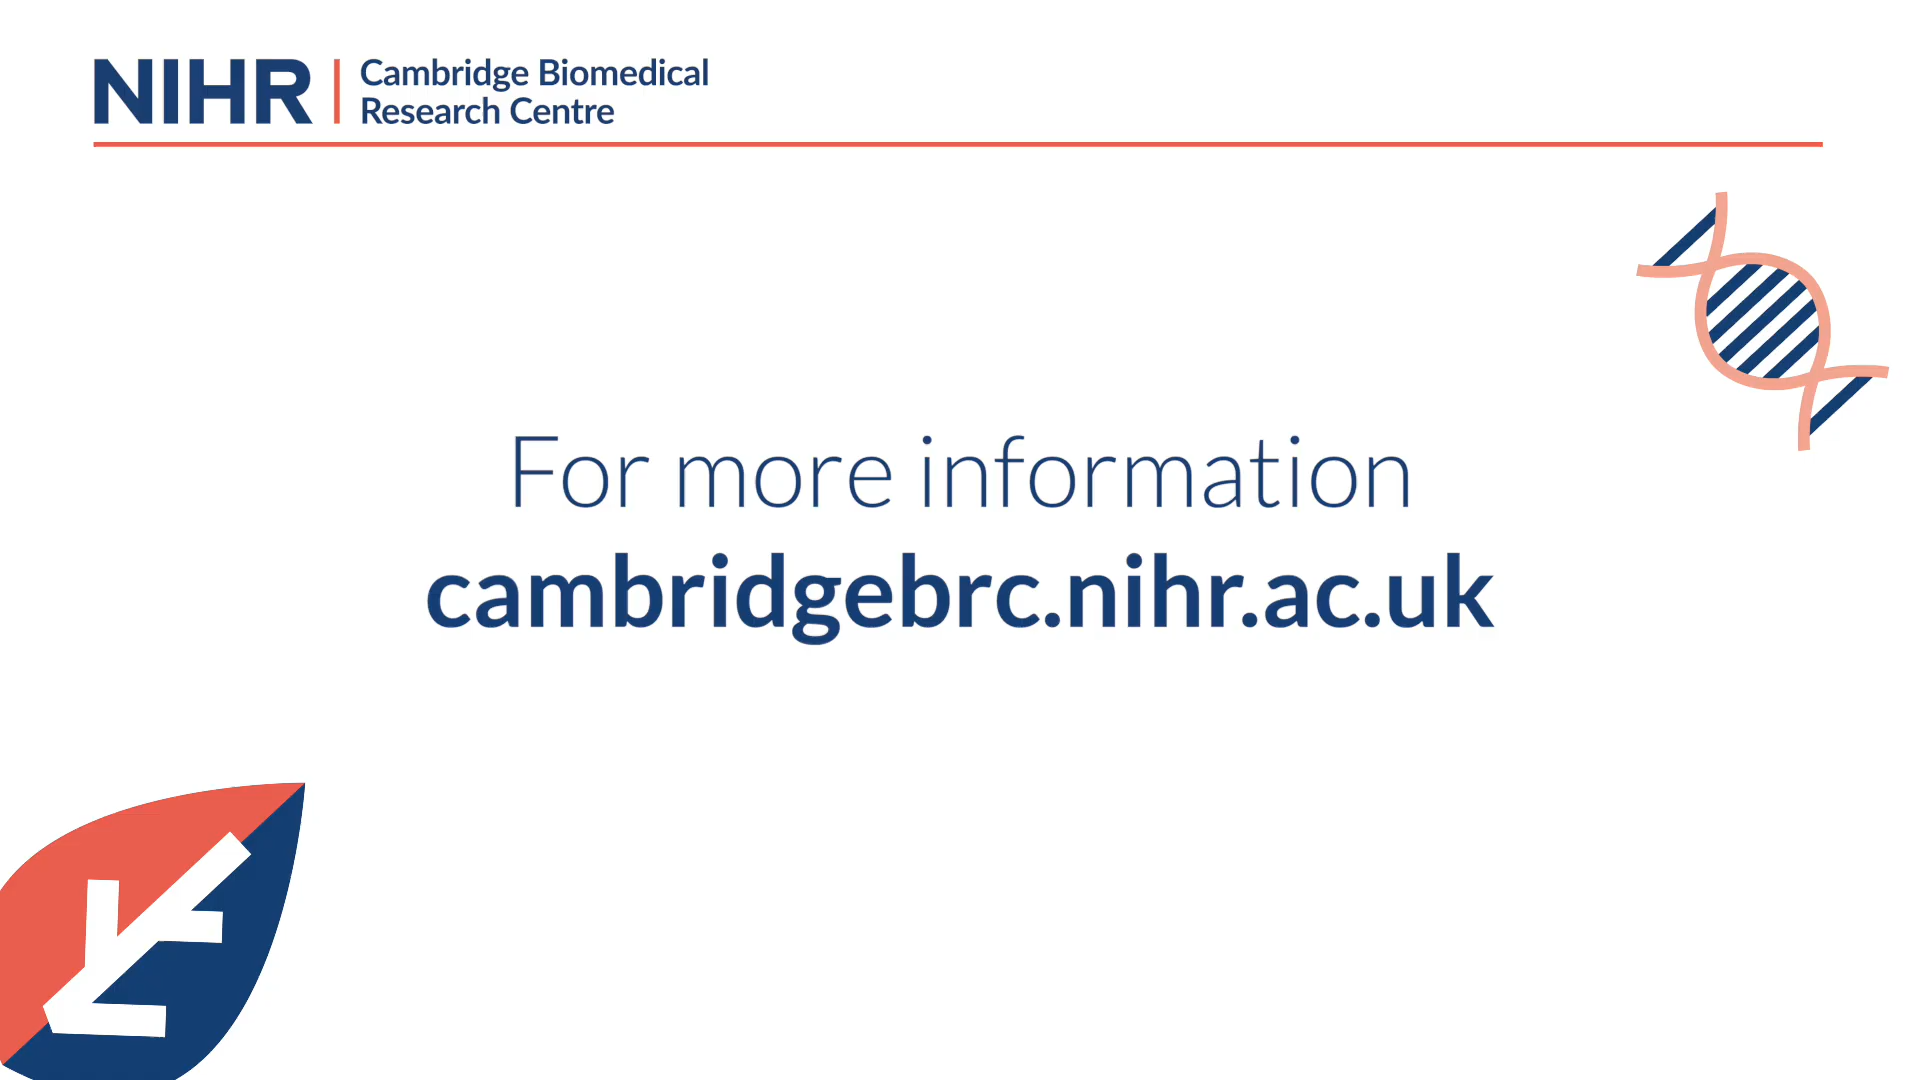 NIHR | Cambridge Biomedical
Research Centre
For more information
cambridgebrc.nihr.ac.uk